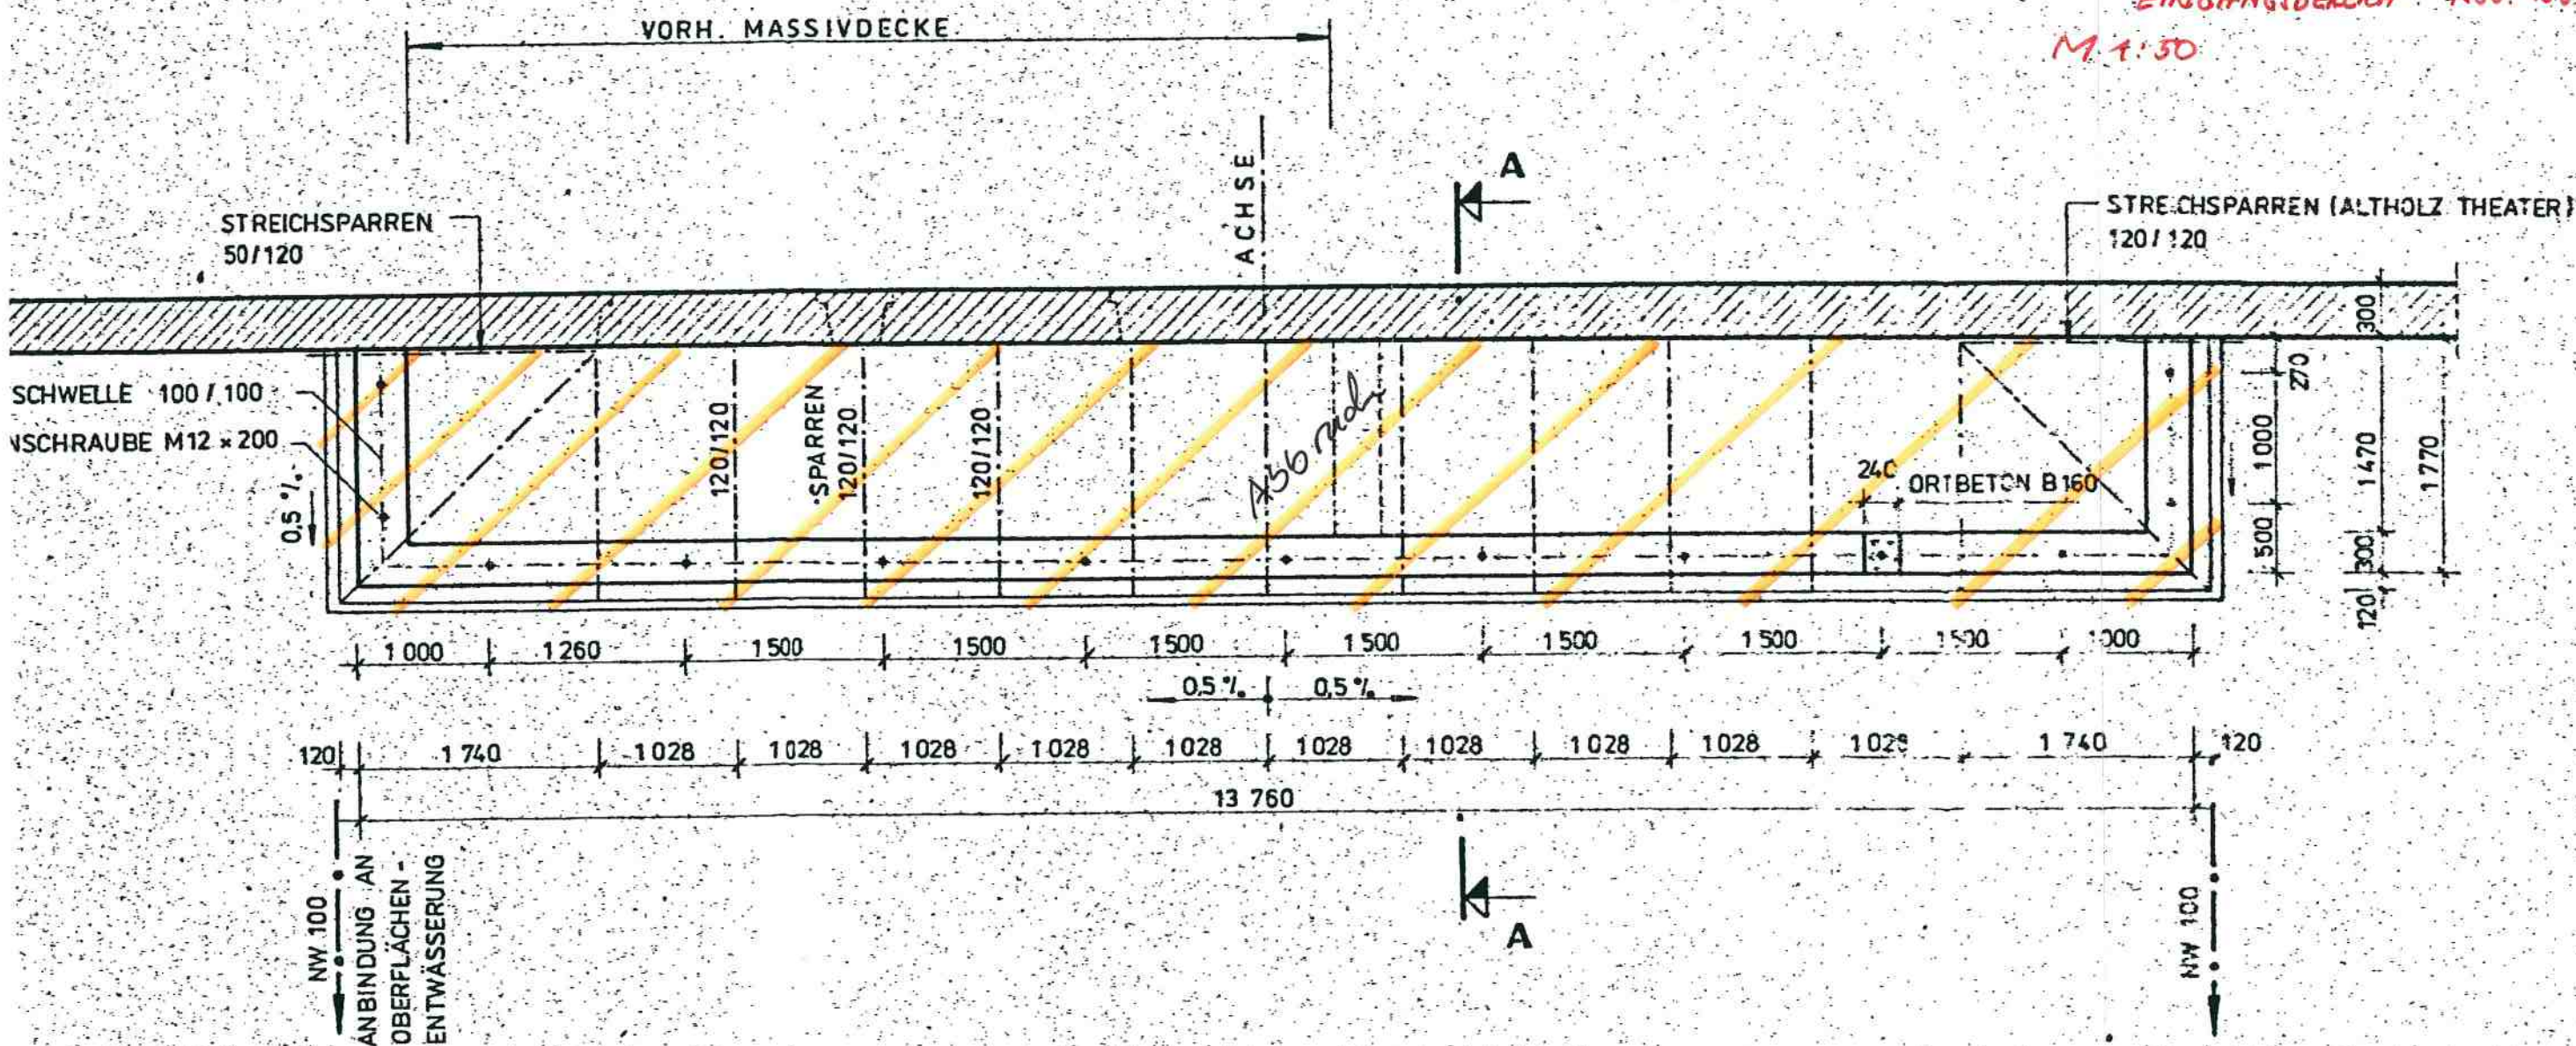 VORH. MASSIVDECKE
M 1:50
ACHSE
A
STREICHSPARREN
50/120
STREICHSPARREN (ALTHOLZ THEATER)
120/120
300
SCHWELLE 100/100
NSCHRAUBE M12 × 200
0,5 %
120/120
SPARREN
120/120
120/120
240 ORTBETON B 160
270
1000
500
1470
300
120
1770
1000 1260 1500 1500 1500 1500 1500 1500 1500 1000
0,5 % 0,5 %
120 1740 1028 1028 1028 1028 1028 1028 1028 1028 1028 1028 1740 120
13 760
A
NW 100
ANBINDUNG AN
OBERFLÄCHEN -
ENTWÄSSERUNG
NW 100